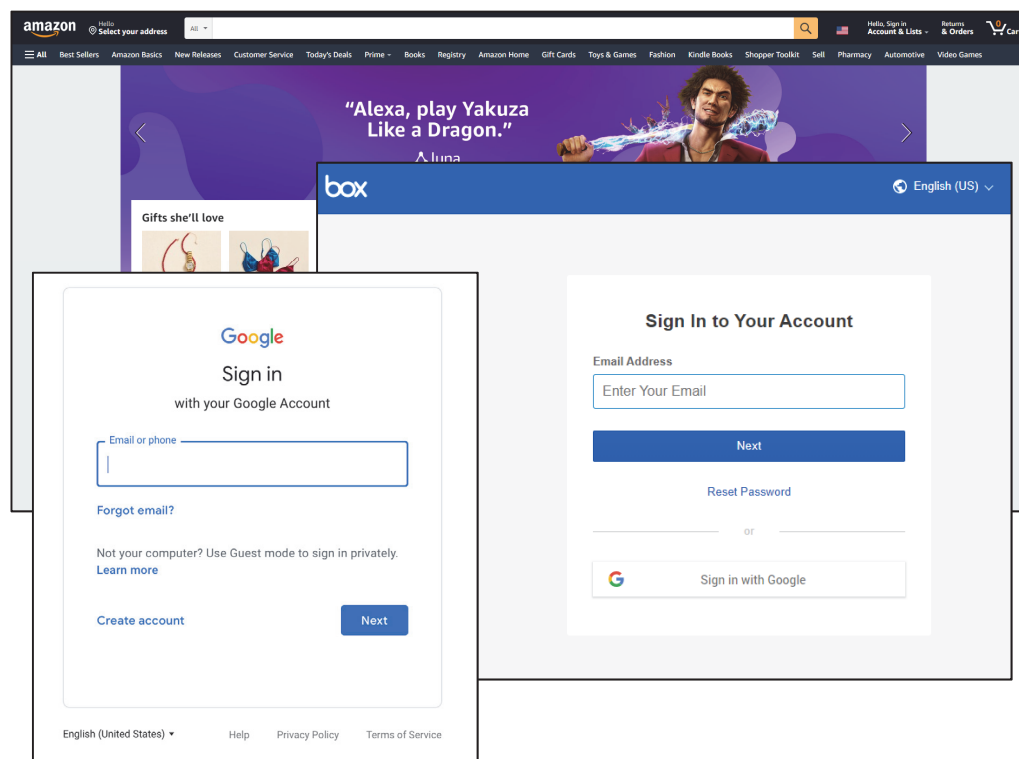 amazon
Hello
Select your address
All
Hello, Sign in
Account & Lists
Returns
& Orders
0
Car
All Best Sellers Amazon Basics New Releases Customer Service Today's Deals Prime Books Registry Amazon Home Gift Cards Toys & Games Fashion Kindle Books Shopper Toolkit Sell Pharmacy Automotive Video Games
“Alexa, play Yakuza
Like a Dragon.”
luna
Gifts she'll love
box
English (US)
Sign In to Your Account
Email Address
Enter Your Email
Next
Reset Password
or
Sign in with Google
Google
Sign in
with your Google Account
Email or phone
Forgot email?
Not your computer? Use Guest mode to sign in privately.
Learn more
Create account Next
English (United States) Help Privacy Policy Terms of Service